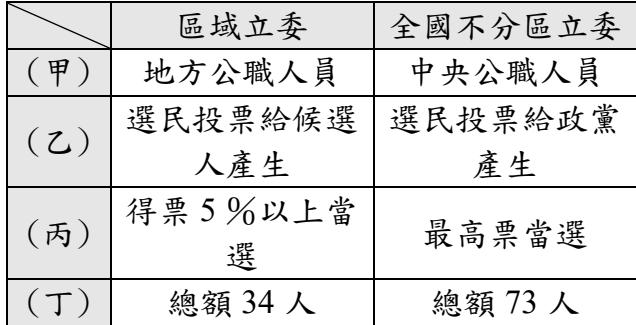 區域立委 全國不分區立委
(甲) 地方公職人員 中央公職人員
(乙) 選民投票給候選人產生 選民投票給政黨產生
(丙) 得票 5 %以上當選 最高票當選
(丁) 總額 34 人 總額 73 人